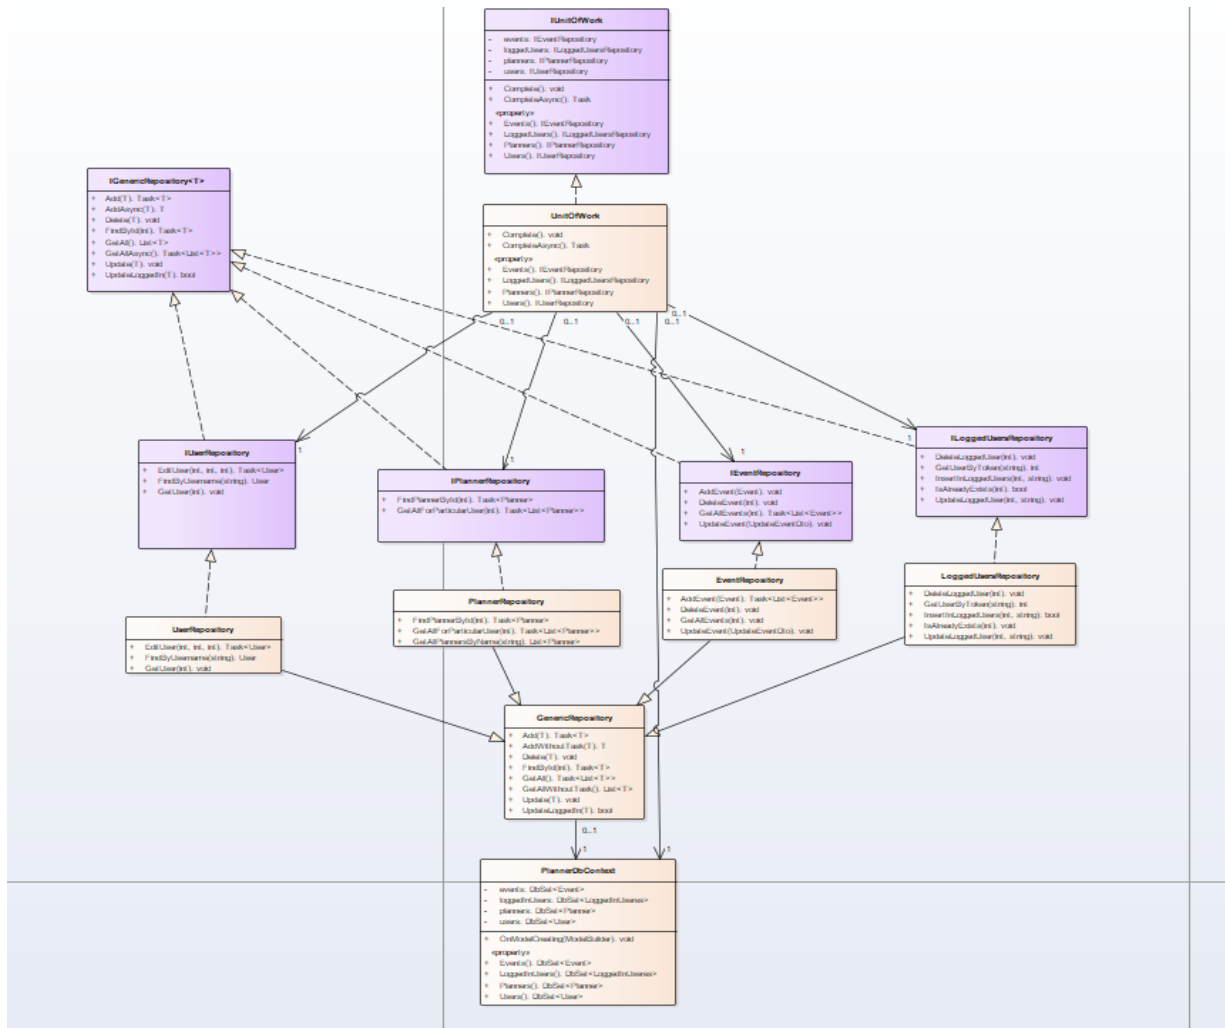 IUnitOfWork
- events: IEventRepository
- loggedUsers: ILoggedUsersRepository
- planners: IPlannerRepository
- users: IUserRepository
+ Complete(): void
+ CompleteAsync(): Task
«property»
+ Events(): IEventRepository
+ LoggedUsers(): ILoggedUsersRepository
+ Planners(): IPlannerRepository
+ Users(): IUserRepository
IGenericRepository<T>
+ Add(T): Task<T>
+ AddAsync(T): T
+ Delete(T): void
+ FindById(int): Task<T>
+ GetAll(): List<T>
+ GetAllAsync(): Task<List<T>>
+ Update(T): void
+ UpdateLoggedIn(T): bool
UnitOfWork
+ Complete(): void
+ CompleteAsync(): Task
«property»
+ Events(): IEventRepository
+ LoggedUsers(): ILoggedUsersRepository
+ Planners(): IPlannerRepository
+ Users(): IUserRepository
0..1
0..1
0..1
0..1
0..1
1
1
1
1
IUserRepository
+ EditUser(int, int, int): Task<User>
+ FindByUsername(string): User
+ GetUser(int): void
IPlannerRepository
+ FindPlannerById(int): Task<Planner>
+ GetAllForParticularUser(int): Task<List<Planner>>
IEventRepository
+ AddEvent(Event): void
+ DeleteEvent(int): void
+ GetAllEvents(int): Task<List<Event>>
+ UpdateEvent(UpdateEventDto): void
ILoggedUsersRepository
+ DeleteLoggedUser(int): void
+ GetUserByToken(string): int
+ InsertInLoggedUsers(int, string): void
+ IsAlreadyExists(int): bool
+ UpdateLoggedUser(int, string): void
UserRepository
+ EditUser(int, int, int): Task<User>
+ FindByUsername(string): User
+ GetUser(int): void
PlannerRepository
+ FindPlannerById(int): Task<Planner>
+ GetAllForParticularUser(int): Task<List<Planner>>
+ GetAllPlannersByName(string): List<Planner>
EventRepository
+ AddEvent(Event): Task<List<Event>>
+ DeleteEvent(int): void
+ GetAllEvents(int): void
+ UpdateEvent(UpdateEventDto): void
LoggedUsersRepository
+ DeleteLoggedUser(int): void
+ GetUserByToken(string): int
+ InsertInLoggedUsers(int, string): bool
+ IsAlreadyExists(int): void
+ UpdateLoggedUser(int, string): void
GenericRepository
+ Add(T): Task<T>
+ AddWithoutTask(T): T
+ Delete(T): void
+ FindById(int): Task<T>
+ GetAll(): Task<List<T>>
+ GetAllWithoutTask(): List<T>
+ Update(T): void
+ UpdateLoggedIn(T): bool
0..1
1
1
PlannerDbContext
- events: DbSet<Event>
- loggedInUsers: DbSet<LoggedInUseres>
- planners: DbSet<Planner>
- users: DbSet<User>
+ OnModelCreating(ModelBuilder): void
«property»
+ Events(): DbSet<Event>
+ LoggedInUsers(): DbSet<LoggedInUseres>
+ Planners(): DbSet<Planner>
+ Users(): DbSet<User>